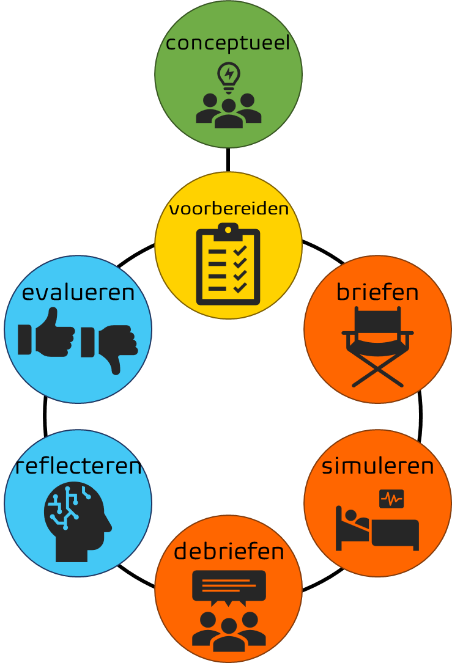 conceptueel
voorbereiden
briefen
simuleren
debriefen
reflecteren
evalueren